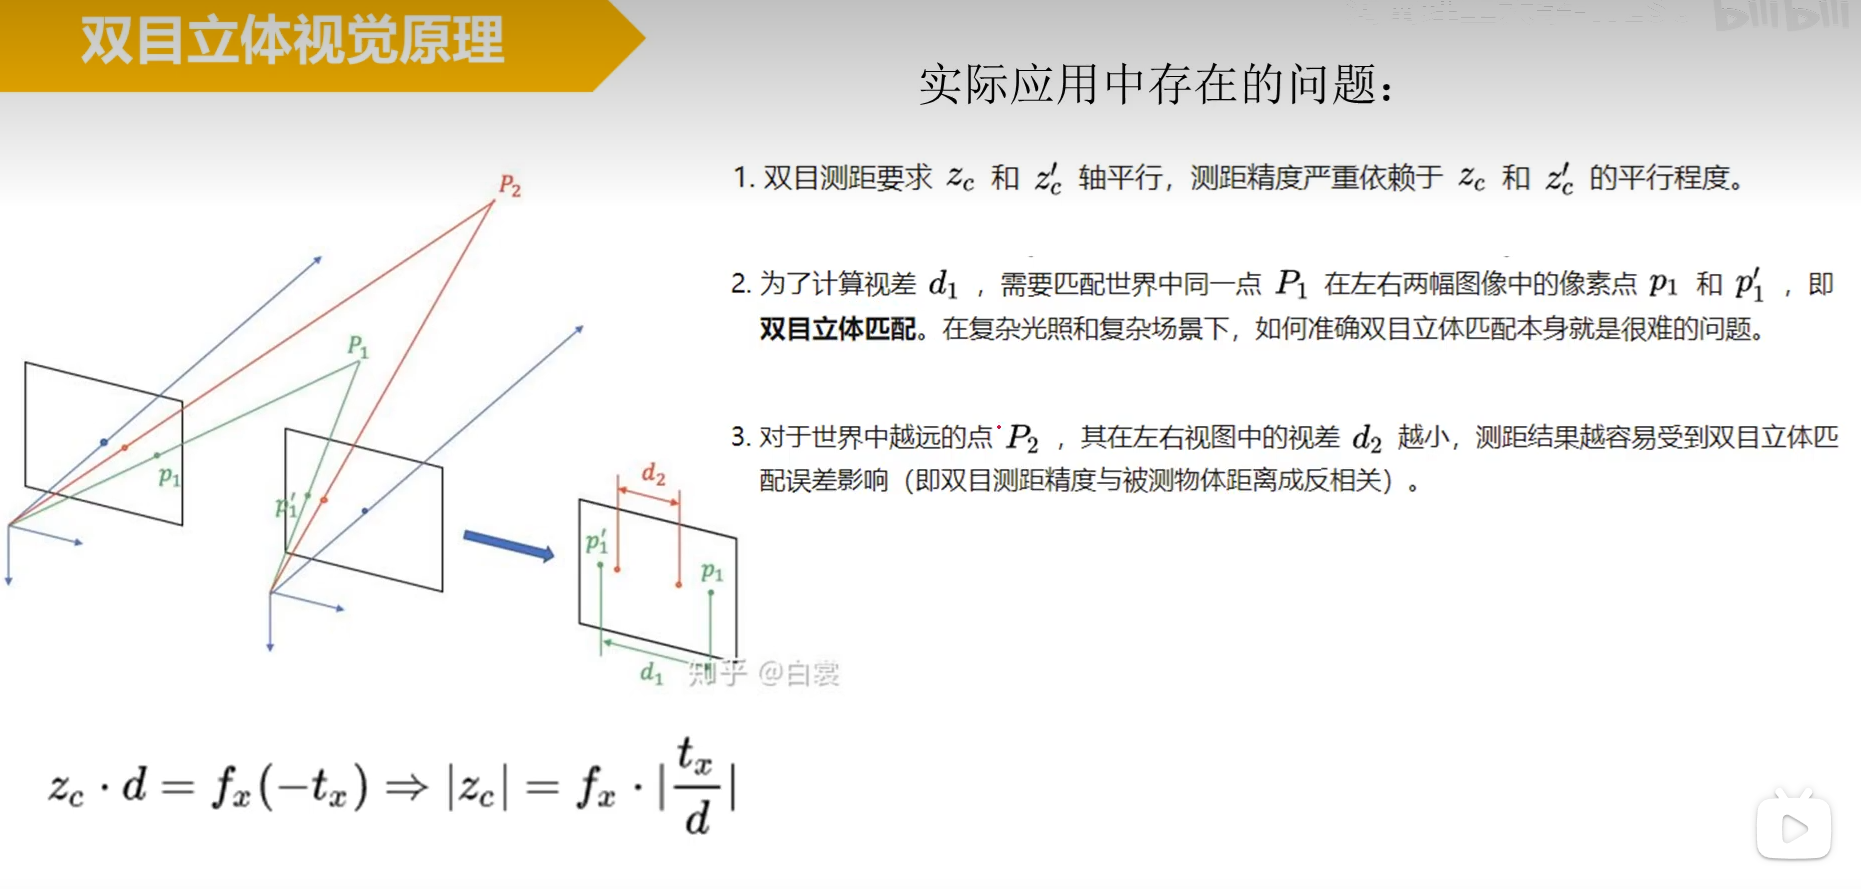 双目立体视觉原理
bilibili
实际应用中存在的问题：
1. 双目测距要求 z_c 和 z'_c 轴平行，测距精度严重依赖于 z_c 和 z'_c 的平行程度。
2. 为了计算视差 d_1 ，需要匹配世界中同一点 P_1 在左右两幅图像中的像素点 p_1 和 p'_1 ，即
双目立体匹配。在复杂光照和复杂场景下，如何准确双目立体匹配本身就是很难的问题。
3. 对于世界中越远的点 P_2 ，其在左右视图中的视差 d_2 越小，测距结果越容易受到双目立体匹
配误差影响（即双目测距精度与被测物体距离成反相关）。
P_2
P_1
p_1
p'_1
d_2
p'_1
p_1
d_1
知乎 @白裳
z_c · d = f_x(−t_x) ⇒ |z_c| = f_x · |t_x/d|